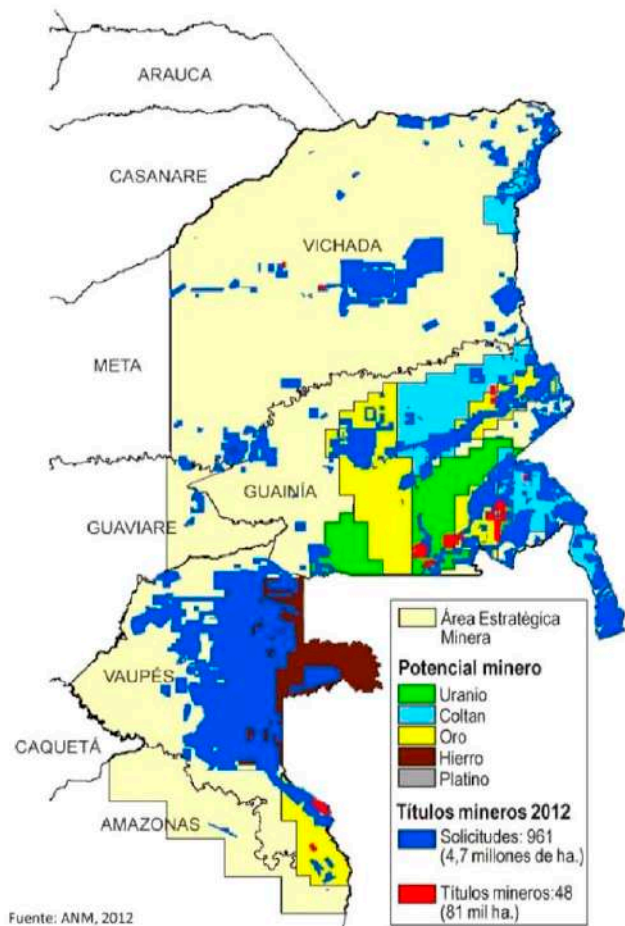 ARAUCA
CASANARE
VICHADA
META
GUAINÍA
GUAVIARE
VAUPÉS
CAQUETÁ
AMAZONAS
Área Estratégica
Minera
Potencial minero
Uranio
Coltan
Oro
Hierro
Platino
Títulos mineros 2012
Solicitudes: 961
(4,7 millones de ha.)
Títulos mineros:48
(81 mil ha.)
Fuente: ANM, 2012